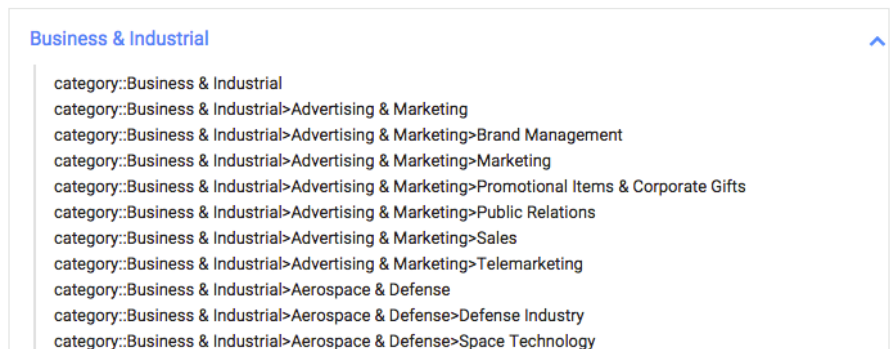 Business & Industrial
category::Business & Industrial
category::Business & Industrial>Advertising & Marketing
category::Business & Industrial>Advertising & Marketing>Brand Management
category::Business & Industrial>Advertising & Marketing>Marketing
category::Business & Industrial>Advertising & Marketing>Promotional Items & Corporate Gifts
category::Business & Industrial>Advertising & Marketing>Public Relations
category::Business & Industrial>Advertising & Marketing>Sales
category::Business & Industrial>Advertising & Marketing>Telemarketing
category::Business & Industrial>Aerospace & Defense
category::Business & Industrial>Aerospace & Defense>Defense Industry
category::Business & Industrial>Aerospace & Defense>Space Technology